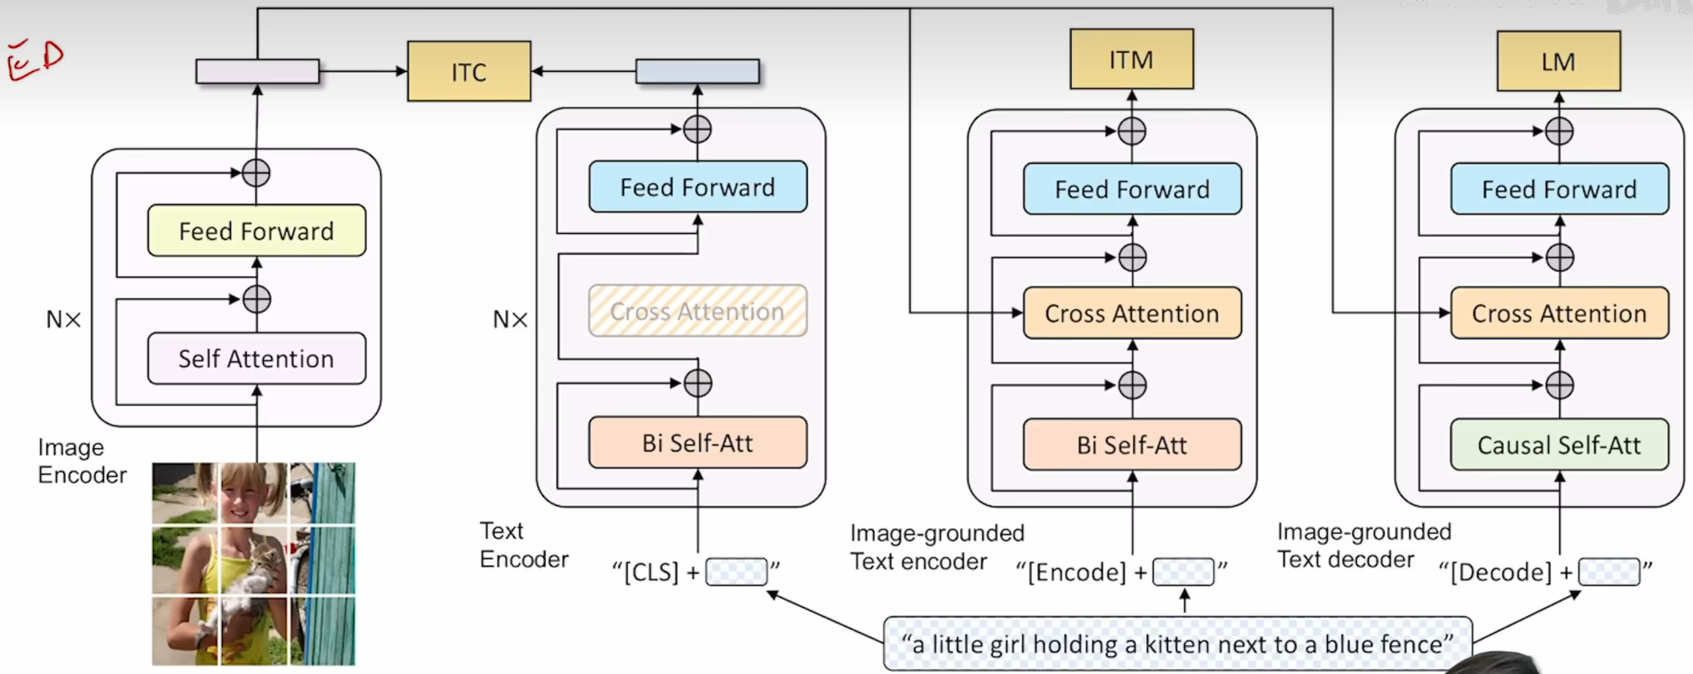 ED
ITC
ITM
LM
Feed Forward
Self Attention
N×
Image
Encoder
Feed Forward
Cross Attention
Bi Self-Att
N×
Text
Encoder
"[CLS] + "
Feed Forward
Cross Attention
Bi Self-Att
Image-grounded
Text encoder
"[Encode] + "
Feed Forward
Cross Attention
Causal Self-Att
Image-grounded
Text decoder
"[Decode] + "
"a little girl holding a kitten next to a blue fence"